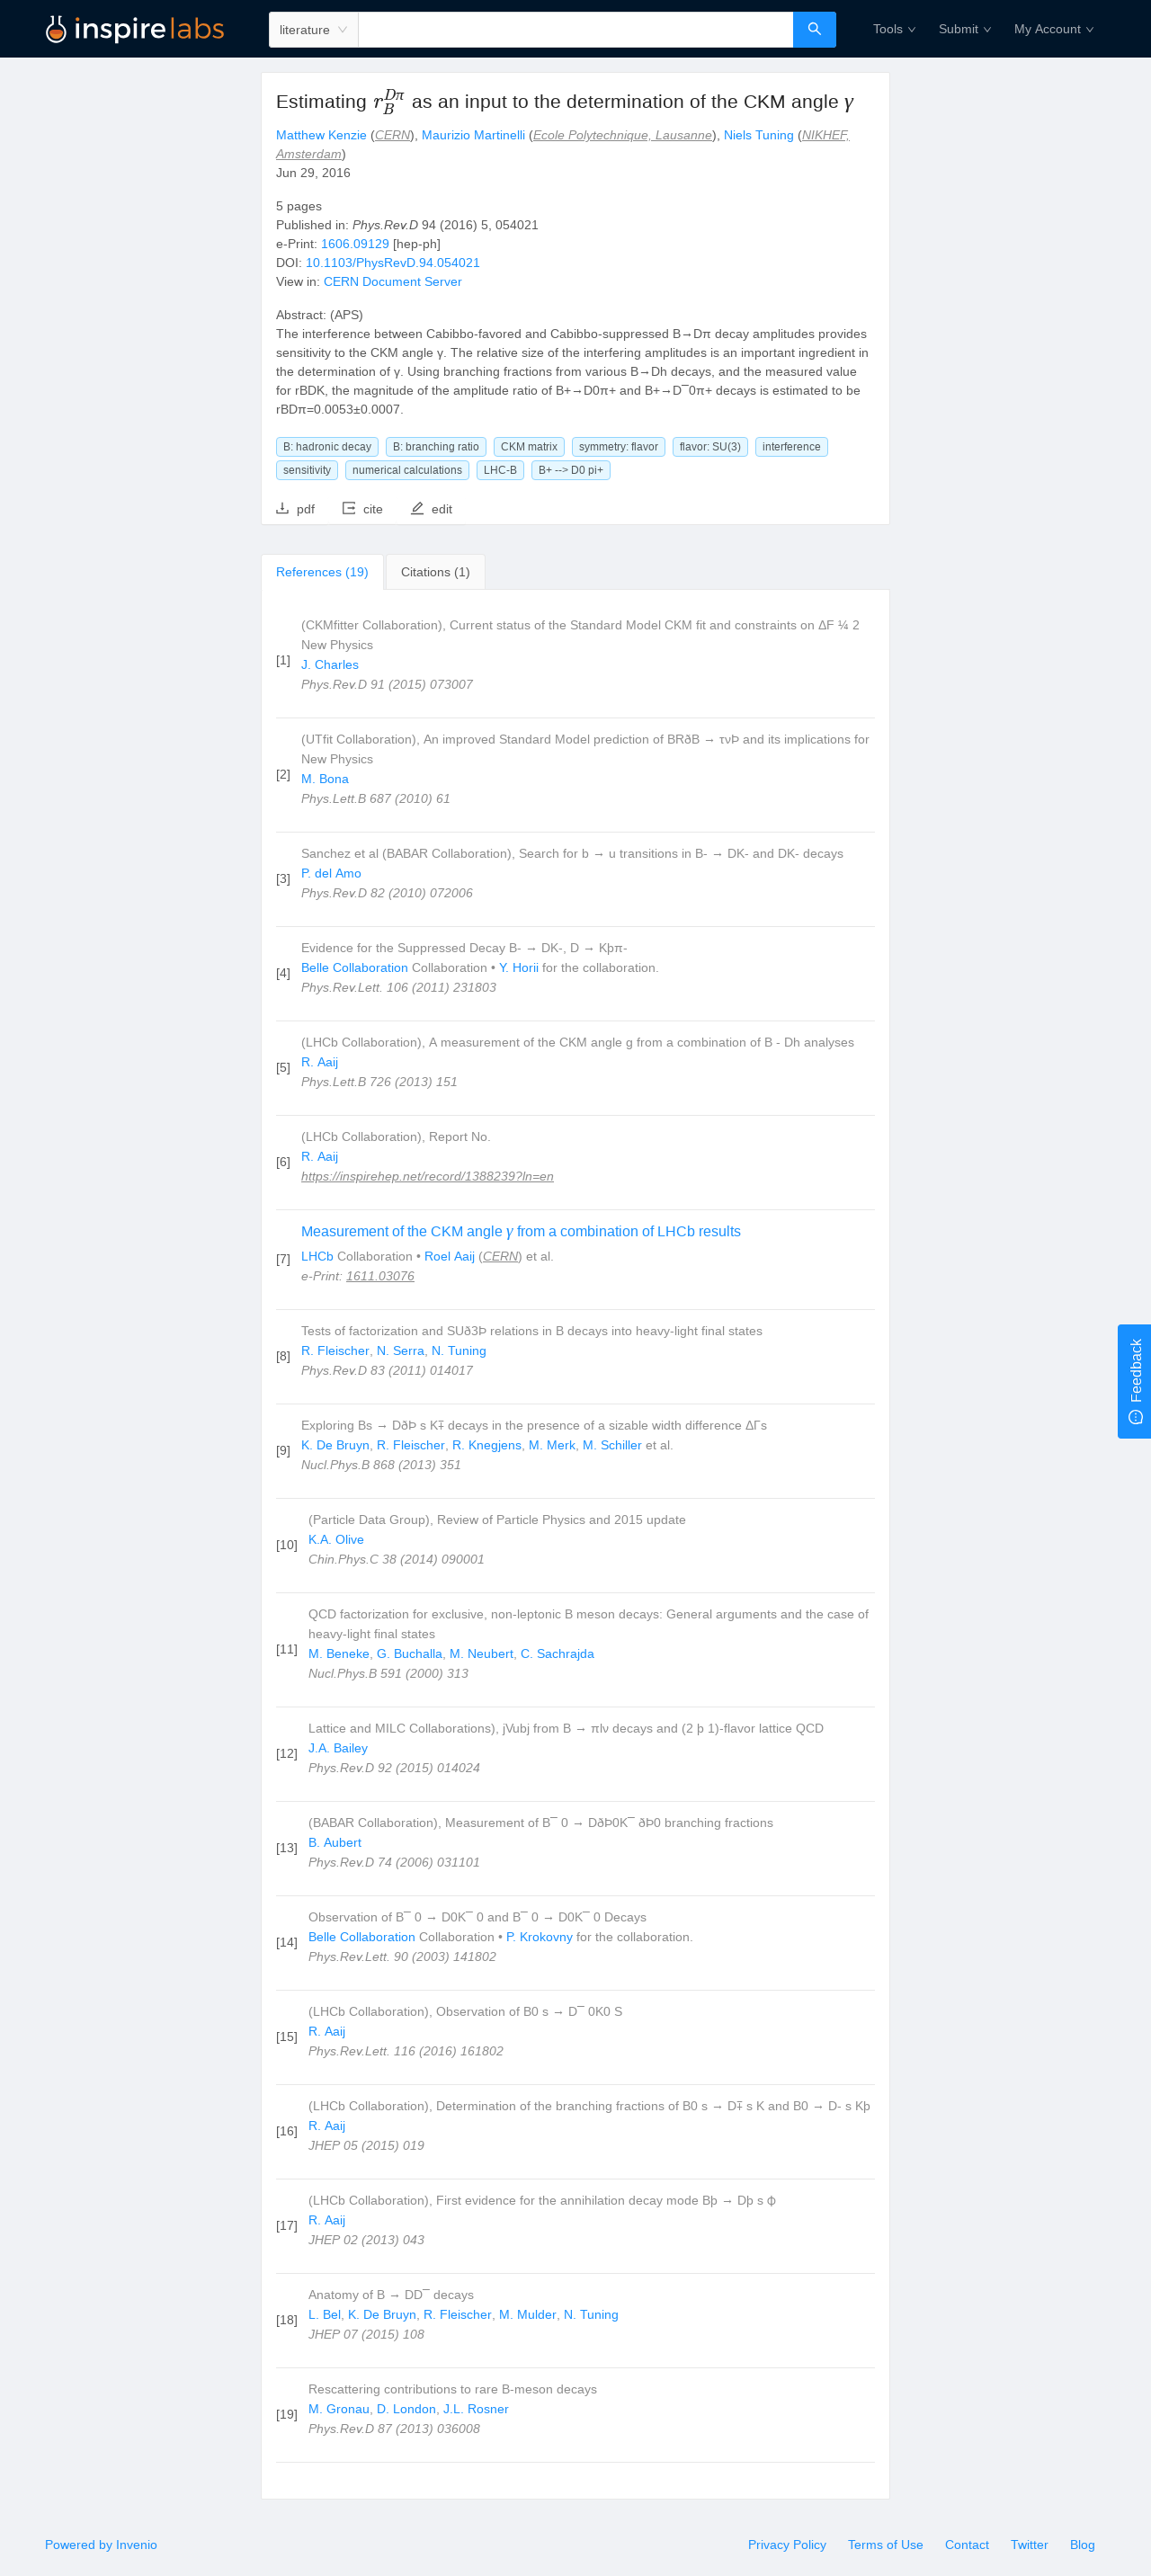 inspire labs
literature
Tools
Submit
My Account
Estimating r_B^{Dπ} as an input to the determination of the CKM angle γ
Matthew Kenzie (CERN), Maurizio Martinelli (Ecole Polytechnique, Lausanne), Niels Tuning (NIKHEF,
Amsterdam)
Jun 29, 2016
5 pages
Published in: Phys.Rev.D 94 (2016) 5, 054021
e-Print: 1606.09129 [hep-ph]
DOI: 10.1103/PhysRevD.94.054021
View in: CERN Document Server
Abstract: (APS)
The interference between Cabibbo-favored and Cabibbo-suppressed B→Dπ decay amplitudes provides
sensitivity to the CKM angle γ. The relative size of the interfering amplitudes is an important ingredient in
the determination of γ. Using branching fractions from various B→Dh decays, and the measured value
for rBDK, the magnitude of the amplitude ratio of B+→D0π+ and B+→D¯0π+ decays is estimated to be
rBDπ=0.0053±0.0007.
B: hadronic decay B: branching ratio CKM matrix symmetry: flavor flavor: SU(3) interference
sensitivity numerical calculations LHC-B B+ --> D0 pi+
pdf cite edit
References (19) Citations (1)
(CKMfitter Collaboration), Current status of the Standard Model CKM fit and constraints on ΔF ¼ 2
New Physics
[1]
J. Charles
Phys.Rev.D 91 (2015) 073007
(UTfit Collaboration), An improved Standard Model prediction of BRðB → τνÞ and its implications for
New Physics
[2]
M. Bona
Phys.Lett.B 687 (2010) 61
Sanchez et al (BABAR Collaboration), Search for b → u transitions in B- → DK- and DK- decays
[3]
P. del Amo
Phys.Rev.D 82 (2010) 072006
Evidence for the Suppressed Decay B- → DK-, D → Kþπ-
[4]
Belle Collaboration Collaboration • Y. Horii for the collaboration.
Phys.Rev.Lett. 106 (2011) 231803
(LHCb Collaboration), A measurement of the CKM angle g from a combination of B - Dh analyses
[5]
R. Aaij
Phys.Lett.B 726 (2013) 151
(LHCb Collaboration), Report No.
[6]
R. Aaij
https://inspirehep.net/record/1388239?ln=en
Measurement of the CKM angle γ from a combination of LHCb results
[7]
LHCb Collaboration • Roel Aaij (CERN) et al.
e-Print: 1611.03076
Tests of factorization and SUð3Þ relations in B decays into heavy-light final states
[8]
R. Fleischer, N. Serra, N. Tuning
Phys.Rev.D 83 (2011) 014017
Feedback
Exploring Bs → DðÞ s K∓ decays in the presence of a sizable width difference ΔΓs
[9]
K. De Bruyn, R. Fleischer, R. Knegjens, M. Merk, M. Schiller et al.
Nucl.Phys.B 868 (2013) 351
(Particle Data Group), Review of Particle Physics and 2015 update
[10]
K.A. Olive
Chin.Phys.C 38 (2014) 090001
QCD factorization for exclusive, non-leptonic B meson decays: General arguments and the case of
heavy-light final states
[11]
M. Beneke, G. Buchalla, M. Neubert, C. Sachrajda
Nucl.Phys.B 591 (2000) 313
Lattice and MILC Collaborations), jVubj from B → πlν decays and (2 þ 1)-flavor lattice QCD
[12]
J.A. Bailey
Phys.Rev.D 92 (2015) 014024
(BABAR Collaboration), Measurement of B¯ 0 → DðÞ0K¯ ðÞ0 branching fractions
[13]
B. Aubert
Phys.Rev.D 74 (2006) 031101
Observation of B¯ 0 → D0K¯ 0 and B¯ 0 → D0K¯ 0 Decays
[14]
Belle Collaboration Collaboration • P. Krokovny for the collaboration.
Phys.Rev.Lett. 90 (2003) 141802
(LHCb Collaboration), Observation of B0 s → D¯ 0K0 S
[15]
R. Aaij
Phys.Rev.Lett. 116 (2016) 161802
(LHCb Collaboration), Determination of the branching fractions of B0 s → D∓ s K and B0 → D- s Kþ
[16]
R. Aaij
JHEP 05 (2015) 019
(LHCb Collaboration), First evidence for the annihilation decay mode Bþ → Dþ s ϕ
[17]
R. Aaij
JHEP 02 (2013) 043
Anatomy of B → DD¯ decays
[18]
L. Bel, K. De Bruyn, R. Fleischer, M. Mulder, N. Tuning
JHEP 07 (2015) 108
Rescattering contributions to rare B-meson decays
[19]
M. Gronau, D. London, J.L. Rosner
Phys.Rev.D 87 (2013) 036008
Powered by Invenio
Privacy Policy Terms of Use Contact Twitter Blog